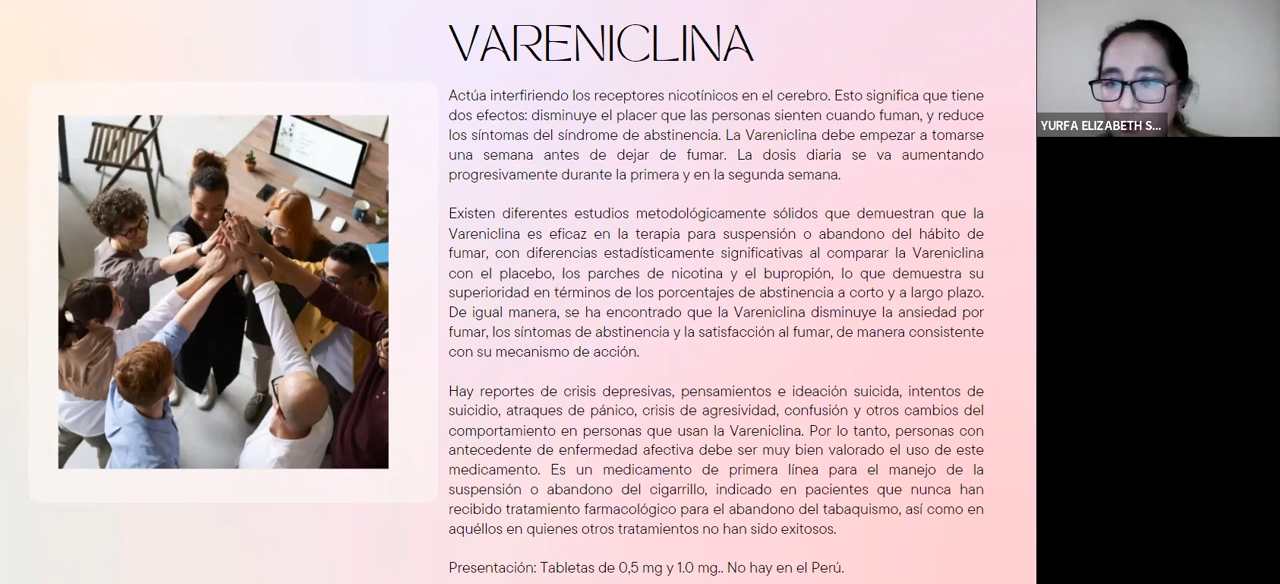 VARENICLINA
Actúa interfiriendo los receptores nicotínicos en el cerebro. Esto significa que tiene
dos efectos: disminuye el placer que las personas sienten cuando fuman, y reduce
los síntomas del síndrome de abstinencia. La Vareniclina debe empezar a tomarse
una semana antes de dejar de fumar. La dosis diaria se va aumentando
progresivamente durante la primera y en la segunda semana.
Existen diferentes estudios metodológicamente sólidos que demuestran que la
Vareniclina es eficaz en la terapia para suspensión o abandono del hábito de
fumar, con diferencias estadísticamente significativas al comparar la Vareniclina
con el placebo, los parches de nicotina y el bupropión, lo que demuestra su
superioridad en términos de los porcentajes de abstinencia a corto y a largo plazo.
De igual manera, se ha encontrado que la Vareniclina disminuye la ansiedad por
fumar, los síntomas de abstinencia y la satisfacción al fumar, de manera consistente
con su mecanismo de acción.
Hay reportes de crisis depresivas, pensamientos e ideación suicida, intentos de
suicidio, atraques de pánico, crisis de agresividad, confusión y otros cambios del
comportamiento en personas que usan la Vareniclina. Por lo tanto, personas con
antecedente de enfermedad afectiva debe ser muy bien valorado el uso de este
medicamento. Es un medicamento de primera línea para el manejo de la
suspensión o abandono del cigarrillo, indicado en pacientes que nunca han
recibido tratamiento farmacológico para el abandono del tabaquismo, así como en
aquéllos en quienes otros tratamientos no han sido exitosos.
Presentación: Tabletas de 0,5 mg y 1.0 mg.. No hay en el Perú.
YURFA ELIZABETH S...